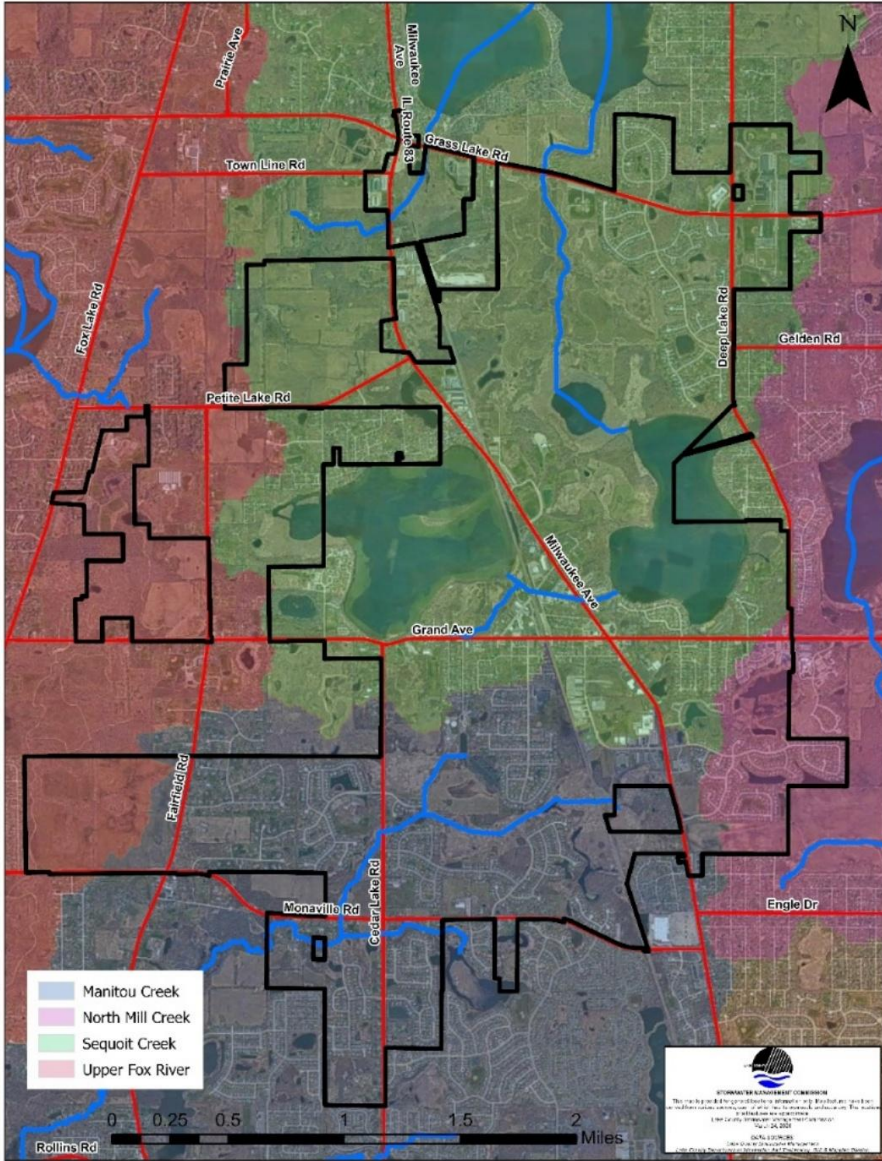 N
Prairie Ave
Milwaukee
Ave
IL Route 83
Grass Lake Rd
Town Line Rd
Fox Lake Rd
Deep Lake Rd
Gelden Rd
Petite Lake Rd
Milwaukee Ave
Grand Ave
Fairfield Rd
Cedar Lake Rd
Monaville Rd
Engle Dr
Manitou Creek
North Mill Creek
Sequoit Creek
Upper Fox River
STORMWATER MANAGEMENT COMMISSION
DATA SOURCES
0 0.25 0.5 1 1.5 2
Miles
Rollins Rd